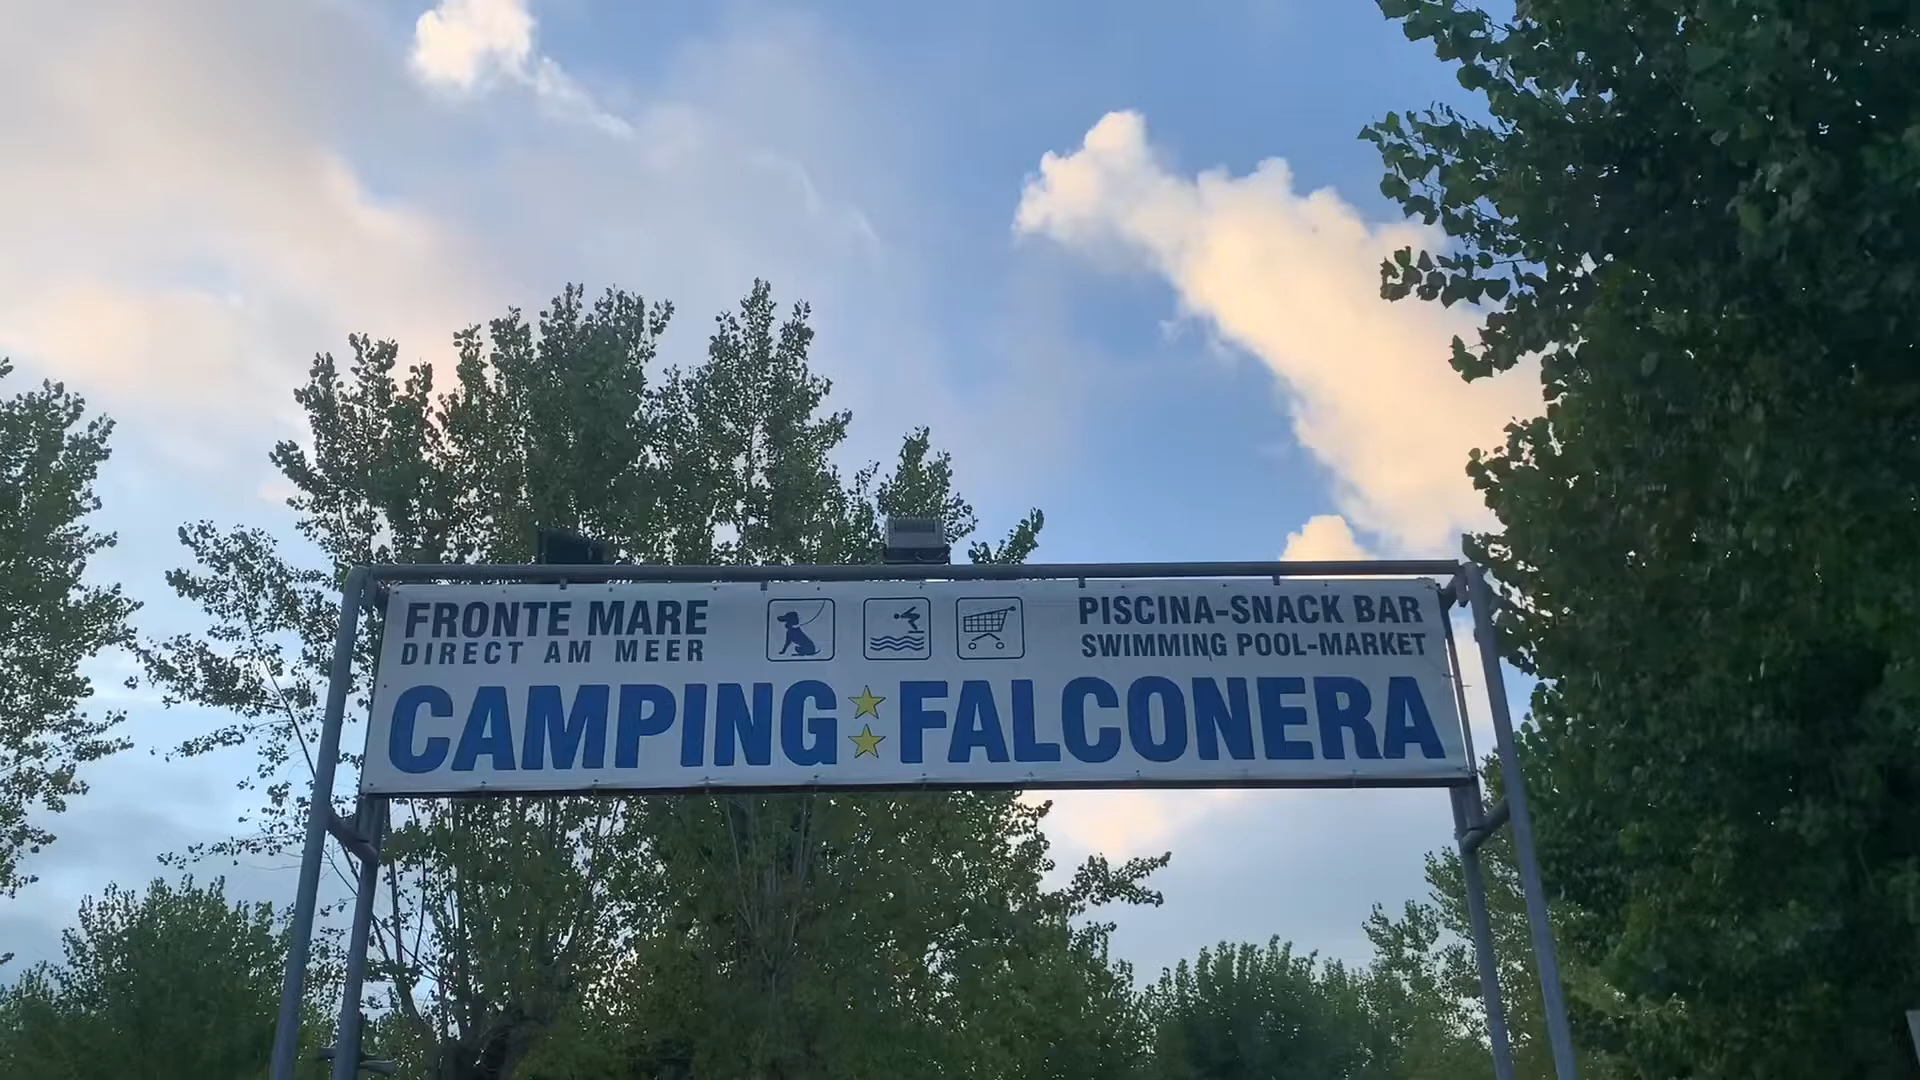 FRONTE MARE
DIRECT AM MEER
PISCINA-SNACK BAR
SWIMMING POOL-MARKET
CAMPING FALCONERA